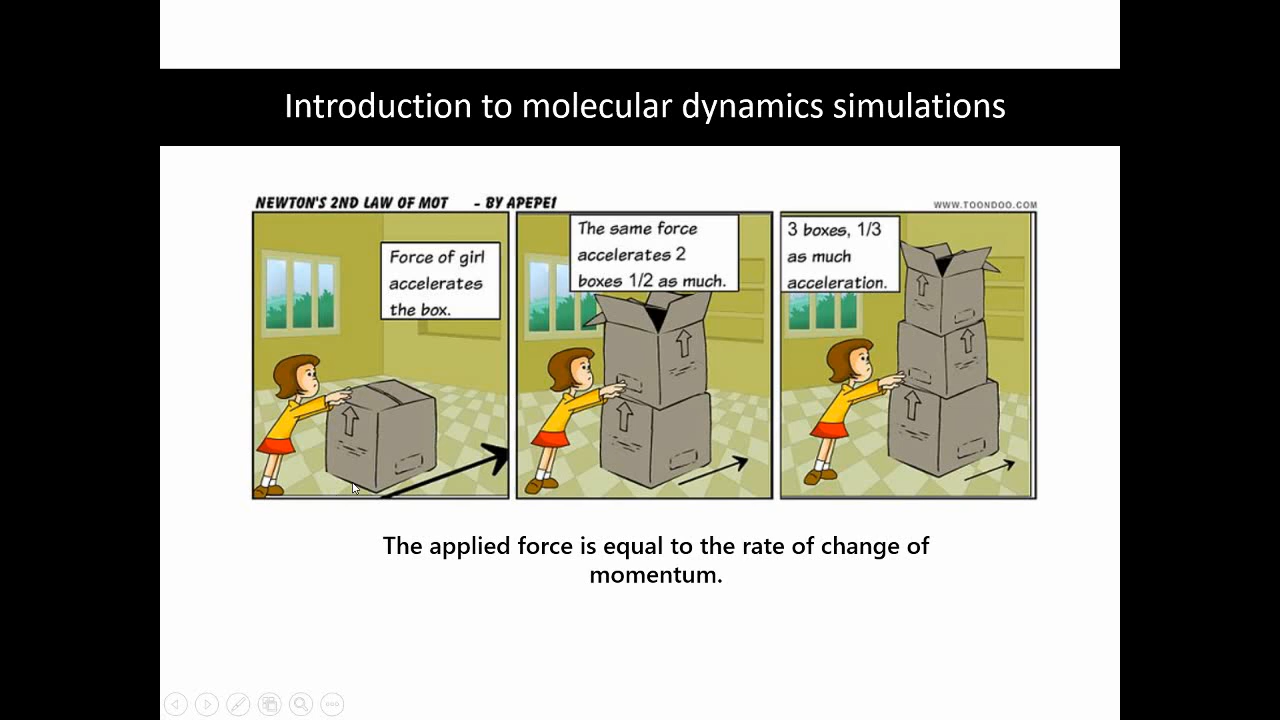 Introduction to molecular dynamics simulations
NEWTON'S 2ND LAW OF MOT - BY APEPE1
WWW.TOONDOO.COM
Force of girl
accelerates
the box.
The same force
accelerates 2
boxes 1/2 as much.
3 boxes, 1/3
as much
acceleration.
The applied force is equal to the rate of change of
momentum.